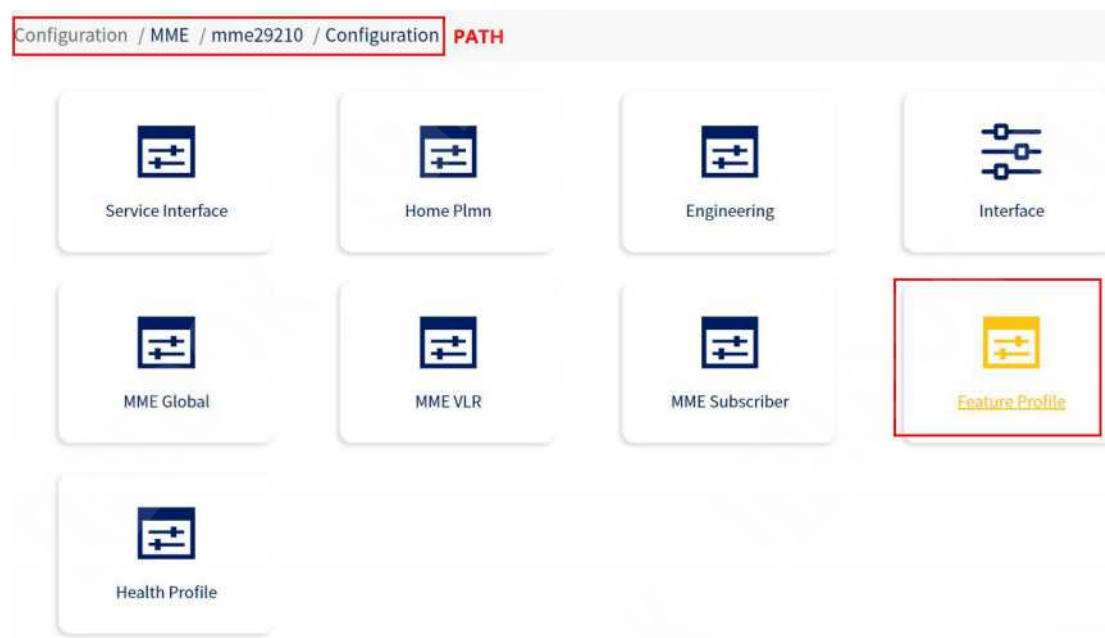 Configuration / MME / mme29210 / Configuration PATH
Service Interface
Home Plmn
Engineering
Interface
MME Global
MME VLR
MME Subscriber
Feature Profile
Health Profile